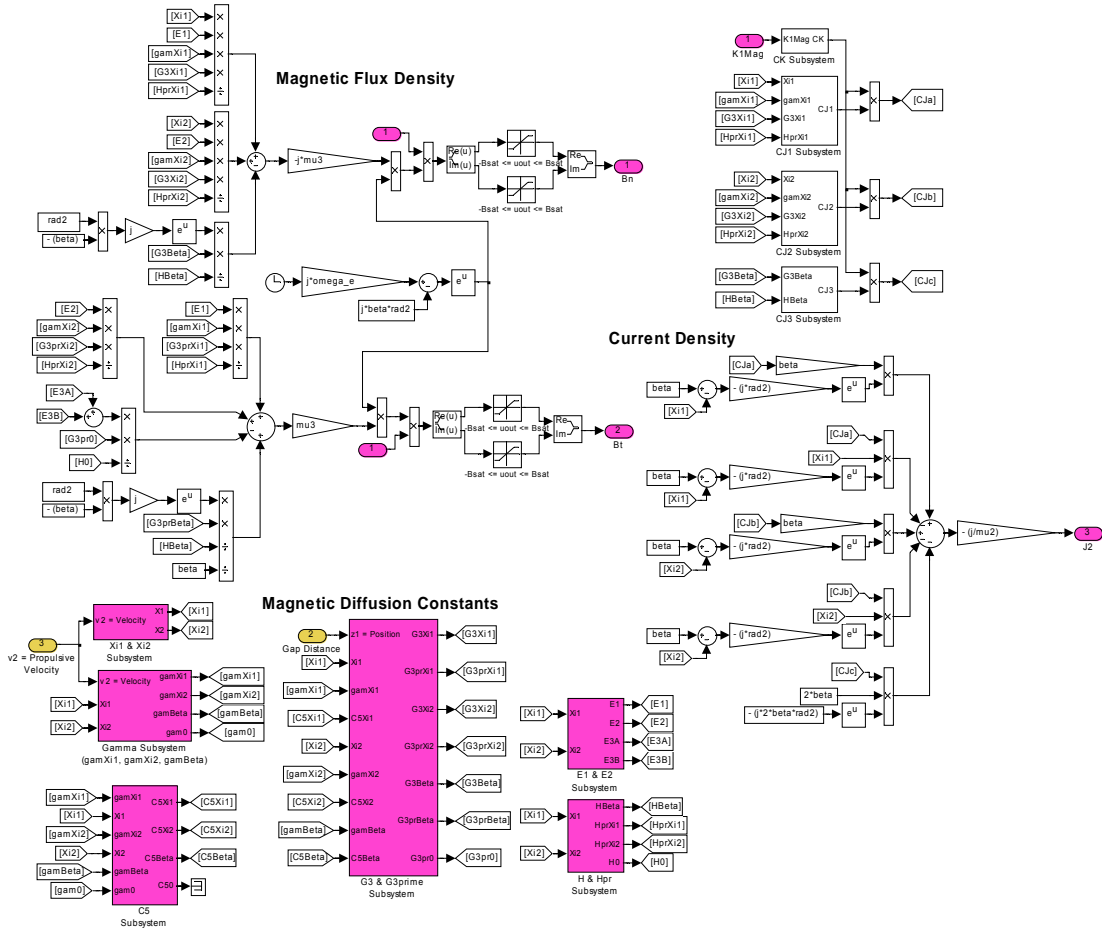 Magnetic Flux Density
[Xi1]
[E1]
[gamXi1]
[G3Xi1]
[HprXi1]
[Xi2]
[E2]
[gamXi2]
[G3Xi2]
[HprXi2]
rad2
- (beta)
j
e^u
[G3Beta]
[HBeta]
-j*mu3
1
Re(u)
Im(u)
-Bsat <= uout <= Bsat
-Bsat <= uout <= Bsat
Re
Im
1
Bn
j*omega_e
j*beta*rad2
e^u
[E2]
[gamXi2]
[G3prXi2]
[HprXi2]
[E1]
[gamXi1]
[G3prXi1]
[HprXi1]
[E3A]
[E3B]
[G3pr0]
[H0]
rad2
- (beta)
j
e^u
[G3prBeta]
[HBeta]
beta
mu3
1
Re(u)
Im(u)
-Bsat <= uout <= Bsat
-Bsat <= uout <= Bsat
Re
Im
2
Bt
1
K1Mag
K1Mag CK
CK Subsystem
[Xi1]
[gamXi1]
[G3Xi1]
[HprXi1]
Xi1
gamXi1
G3Xi1
HprXi1
CJ1
CJ1 Subsystem
[CJa]
[Xi2]
[gamXi2]
[G3Xi2]
[HprXi2]
Xi2
gamXi2
G3Xi2
HprXi2
CJ2
CJ2 Subsystem
[CJb]
[G3Beta]
[HBeta]
G3Beta
HBeta
CJ3
CJ3 Subsystem
[CJc]
Current Density
[CJa]
beta
beta
[Xi1]
- (j*rad2)
e^u
[CJa]
[Xi1]
beta
[Xi1]
- (j*rad2)
e^u
[CJb]
beta
beta
[Xi2]
- (j*rad2)
e^u
[CJb]
[Xi2]
beta
[Xi2]
- (j*rad2)
e^u
[CJc]
2*beta
- (j*2*beta*rad2)
e^u
- (j/mu2)
3
J2
Magnetic Diffusion Constants
3
v2 = Propulsive
Velocity
v2 = Velocity
X1
X2
[Xi1]
[Xi2]
Xi1 & Xi2
Subsystem
[Xi1]
[Xi2]
v2 = Velocity
Xi1
Xi2
gamXi1
gamXi2
gamBeta
gam0
[gamXi1]
[gamXi2]
[gamBeta]
[gam0]
Gamma Subsystem
(gamXi1, gamXi2, gamBeta)
[gamXi1]
[Xi1]
[gamXi2]
[Xi2]
[gamBeta]
[gam0]
gamXi1
Xi1
gamXi2
Xi2
gamBeta
gam0
C5Xi1
C5Xi2
C5Beta
C50
[C5Xi1]
[C5Xi2]
[C5Beta]
C5
Subsystem
2
Gap Distance
[Xi1]
[gamXi1]
[C5Xi1]
[Xi2]
[gamXi2]
[C5Xi2]
[gamBeta]
[C5Beta]
z1 = Position
Xi1
gamXi1
C5Xi1
Xi2
gamXi2
C5Xi2
gamBeta
C5Beta
G3Xi1
G3prXi1
G3Xi2
G3prXi2
G3Beta
G3prBeta
G3pr0
[G3Xi1]
[G3prXi1]
[G3Xi2]
[G3prXi2]
[G3Beta]
[G3prBeta]
[G3pr0]
G3 & G3prime
Subsystem
[Xi1]
[Xi2]
Xi1
Xi2
E1
E2
E3A
E3B
[E1]
[E2]
[E3A]
[E3B]
E1 & E2
Subsystem
[Xi1]
[Xi2]
Xi1
Xi2
HBeta
HprXi1
HprXi2
H0
[HBeta]
[HprXi1]
[HprXi2]
[H0]
H & Hpr
Subsystem